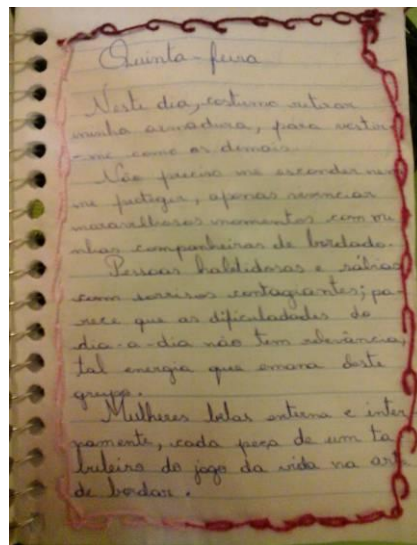 Quinta-feira
Neste dia, costumo retirar
minha armadura, para vestir-
-me como os demais.
Não preciso me esconder nem
me proteger, apenas vivenciar
maravilhosos momentos com mi
nhas companheiras de bordado.
Pessoas habilidosas e sábias
com sorrisos contagiantes; pa-
rece que as dificuldades do
dia-a-dia não tem relevância,
tal energia que emana deste
grupo.
Mulheres belas externa e inter
namente, cada peça de um ta
buleiro do jogo da vida na arte
de bordar.